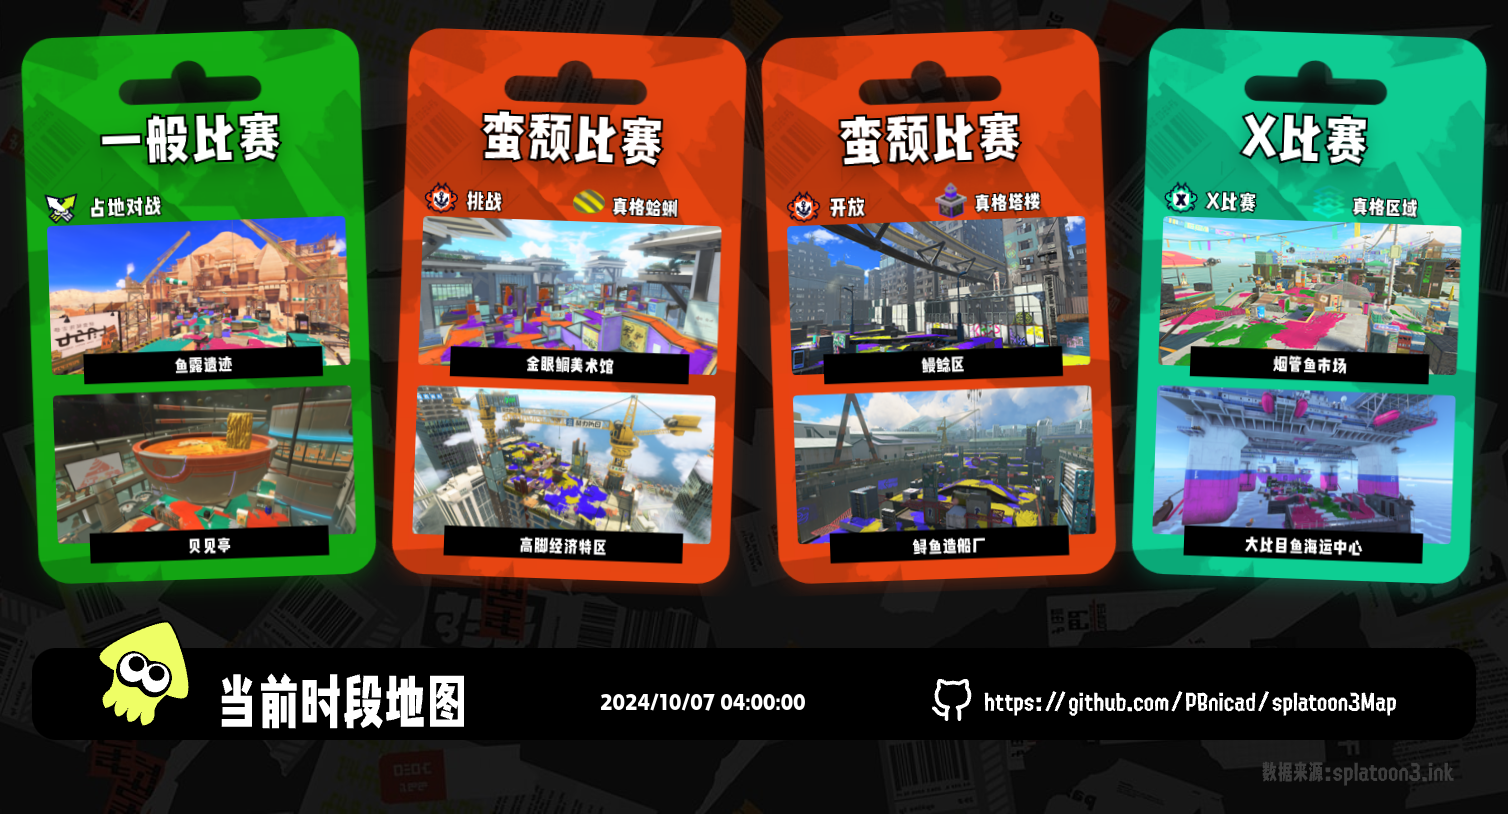 一般比赛
占地对战
鱼露遗迹
贝见亭
蛮颓比赛
挑战
真格蛤蜊
金眼鲷美术馆
高脚经济特区
蛮颓比赛
开放
真格塔楼
鳗鲶区
鲟鱼造船厂
X比赛
X比赛
真格区域
烟管鱼市场
大比目鱼海运中心
当前时段地图
2024/10/07 04:00:00
https://github.com/PBnicad/splatoon3Map
数据来源:splatoon3.ink